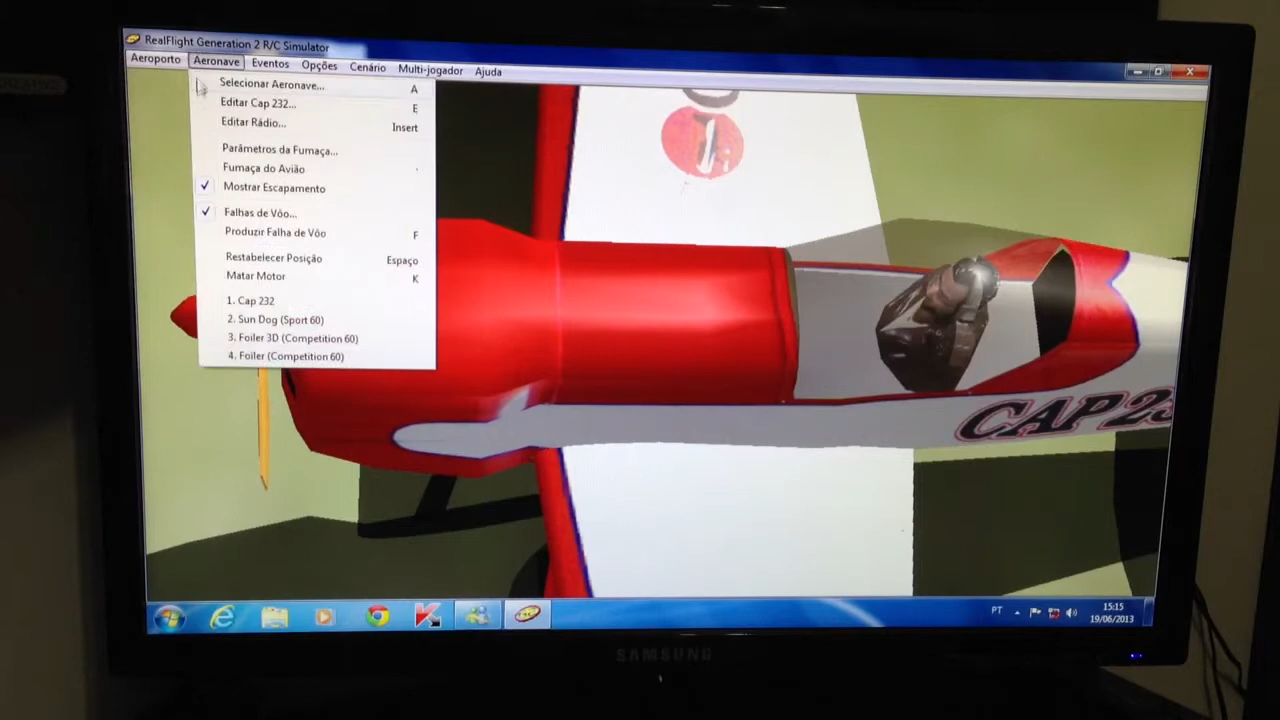 RealFlight Generation 2 R/C Simulator
Aeroporto Aeronave Eventos Opções Cenário Multi-jogador Ajuda
Selecionar Aeronave... A
Editar Cap 232... E
Editar Rádio... Insert
Parâmetros da Fumaça...
Fumaça do Avião
Mostrar Escapamento
Falhas de Vôo...
Produzir Falha de Vôo F
Restabelecer Posição Espaço
Matar Motor K
1. Cap 232
2. Sun Dog (Sport 60)
3. Foiler 3D (Competition 60)
4. Foiler (Competition 60)
CAP 23
PT 15:15
19/06/2013
SAMSUNG